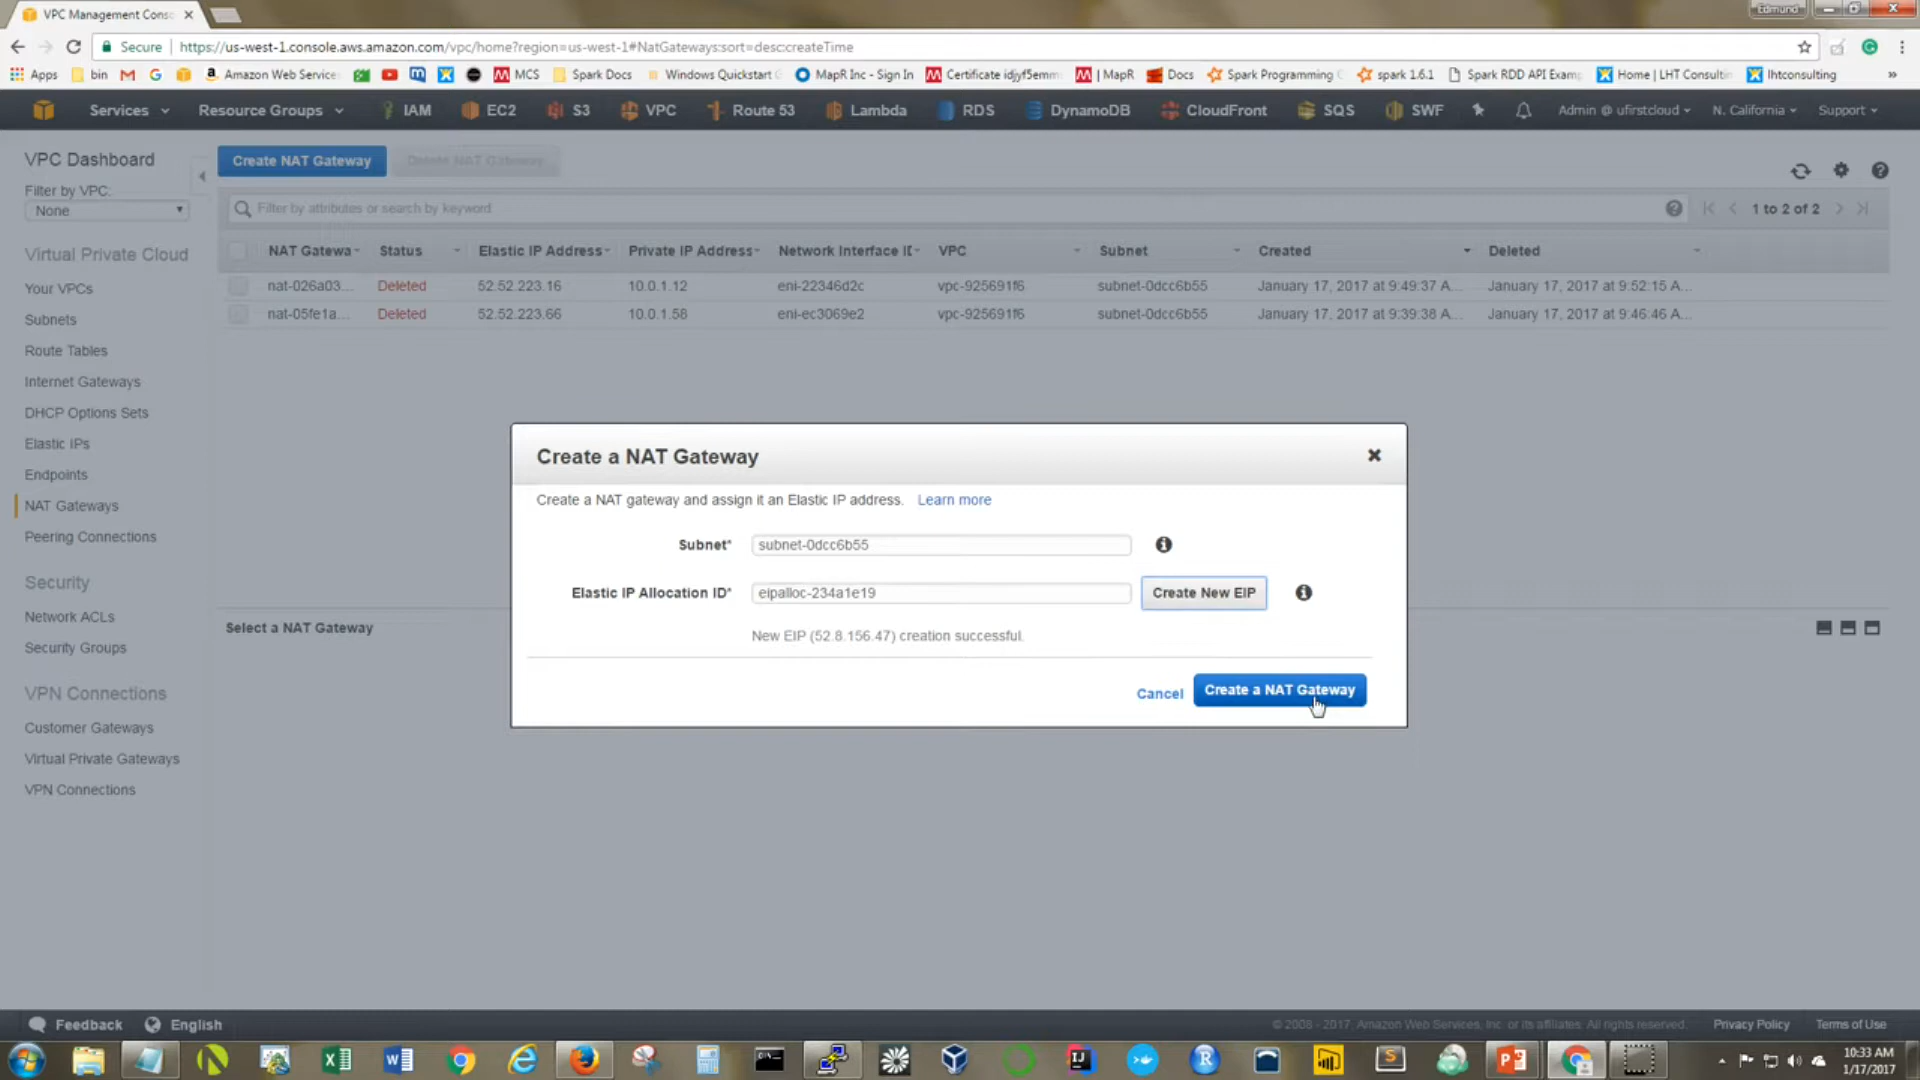 VPC Management Conso
Edmund
Secure
https://us-west-1.console.aws.amazon.com/vpc/home?region=us-west-1#NatGateways:sort=desc:createTime
Apps
bin
Amazon Web Service
MCS
Spark Docs
Windows Quickstart
MapR Inc - Sign In
Certificate idjyf5emm
| MapR
Docs
Spark Programming
spark 1.6.1
Spark RDD API Examp
Home | LHT Consultin
lhtconsulting
»
Services
Resource Groups
IAM
EC2
S3
VPC
Route 53
Lambda
RDS
DynamoDB
CloudFront
SQS
SWF
Admin @ ufirstcloud
N. California
Support
VPC Dashboard
Filter by VPC:
None
Create NAT Gateway
Delete NAT Gateway
Filter by attributes or search by keyword
1 to 2 of 2
NAT Gatewa
Status
Elastic IP Address
Private IP Address
Network Interface ID
VPC
Subnet
Created
Deleted
nat-026a03...
Deleted
52.52.223.16
10.0.1.12
eni-22346d2c
vpc-925691f6
subnet-0dcc6b55
January 17, 2017 at 9:49:37 A...
January 17, 2017 at 9:52:15 A...
nat-05fe1a...
Deleted
52.52.223.66
10.0.1.58
eni-ec3069e2
vpc-925691f6
subnet-0dcc6b55
January 17, 2017 at 9:39:38 A...
January 17, 2017 at 9:46:46 A...
Virtual Private Cloud
Your VPCs
Subnets
Route Tables
Internet Gateways
DHCP Options Sets
Elastic IPs
Endpoints
NAT Gateways
Peering Connections
Security
Network ACLs
Security Groups
VPN Connections
Customer Gateways
Virtual Private Gateways
VPN Connections
Create a NAT Gateway
Create a NAT gateway and assign it an Elastic IP address. Learn more
Subnet*
subnet-0dcc6b55
Elastic IP Allocation ID*
eipalloc-234a1e19
Create New EIP
New EIP (52.8.156.47) creation successful.
Cancel
Create a NAT Gateway
Select a NAT Gateway
Feedback
English
© 2008 - 2017, Amazon Web Services, Inc. or its affiliates. All rights reserved.
Privacy Policy
Terms of Use
10:33 AM
1/17/2017